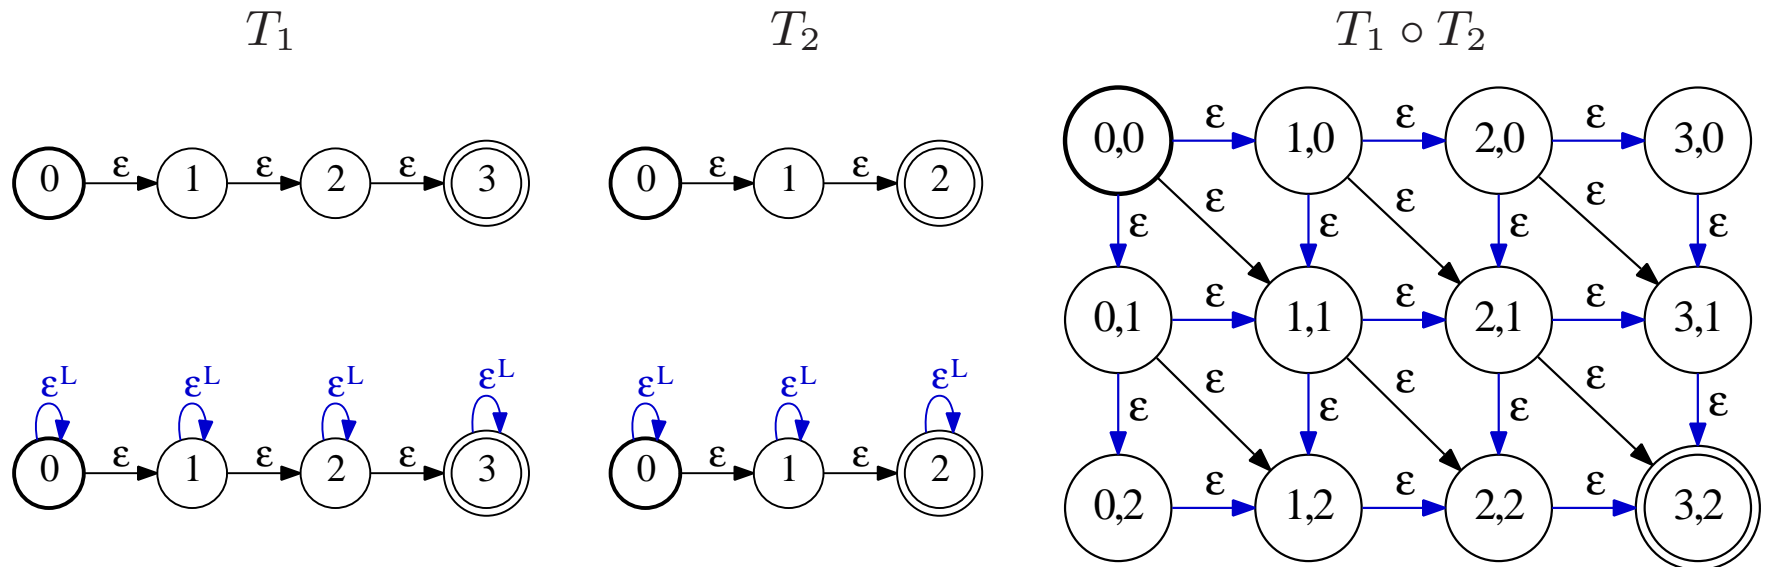 T1 T2 T1 ∘ T2
ε ε ε
0,0 1,0 2,0 3,0
ε ε ε ε ε
0 1 2 3 0 1 2
ε ε ε
ε ε ε ε
ε ε ε
0,1 1,1 2,1 3,1
εL εL εL εL εL εL εL
ε ε ε
ε ε ε ε
ε ε ε ε ε
0 1 2 3 0 1 2
ε ε ε
0,2 1,2 2,2 3,2